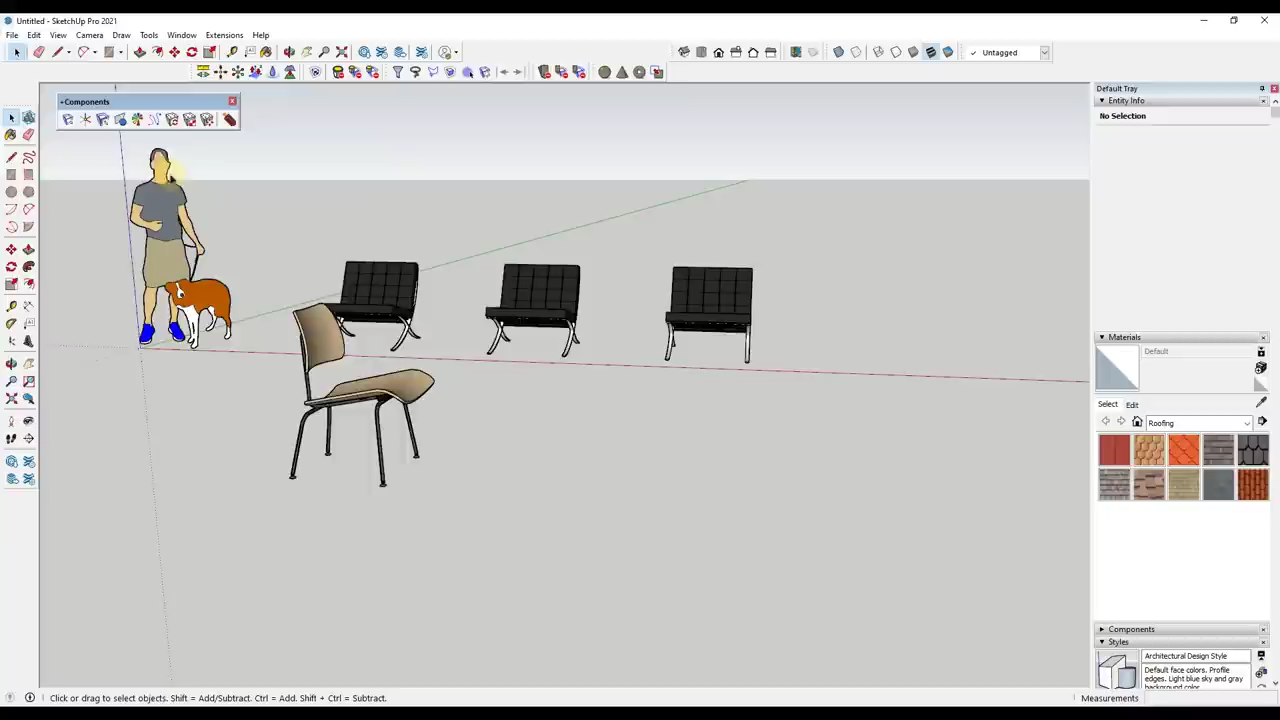 Untitled - SketchUp Pro 2021
File Edit View Camera Draw Tools Window Extensions Help
Untagged
Components
Default Tray
Entity Info
No Selection
Materials
Default
Select Edit
Roofing
Components
Styles
Architectural Design Style
Default face colors. Profile
edges. Light blue sky and gray
background color.
Click or drag to select objects. Shift = Add/Subtract. Ctrl = Add. Shift + Ctrl = Subtract.
Measurements